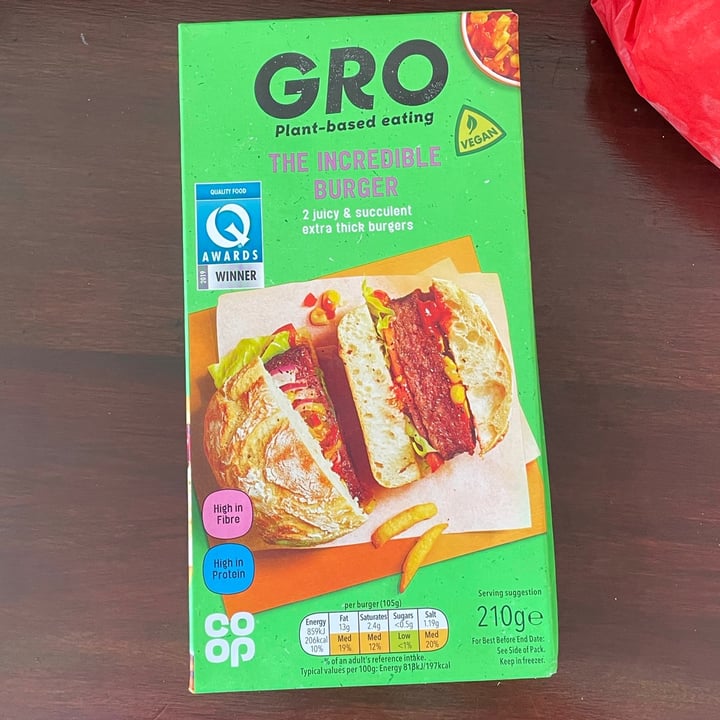 GRO
Plant-based eating
VEGAN
THE INCREDIBLE
BURGER
2 juicy & succulent
extra thick burgers
QUALITY FOOD
Q
AWARDS
2019 WINNER
High in
Fibre
High in
Protein
co
op
Serving suggestion
210g℮
For Best Before End Date:
See Side of Pack.
Keep in freezer.
per burger (105g)
Energy Fat Saturates Sugars Salt
859kJ 13g 2.4g <0.5g 1.19g
206kcal Med Med Low Med
10% 19% 12% <1% 20%
% of an adult's reference intake.
Typical values per 100g: Energy 818kJ/197kcal